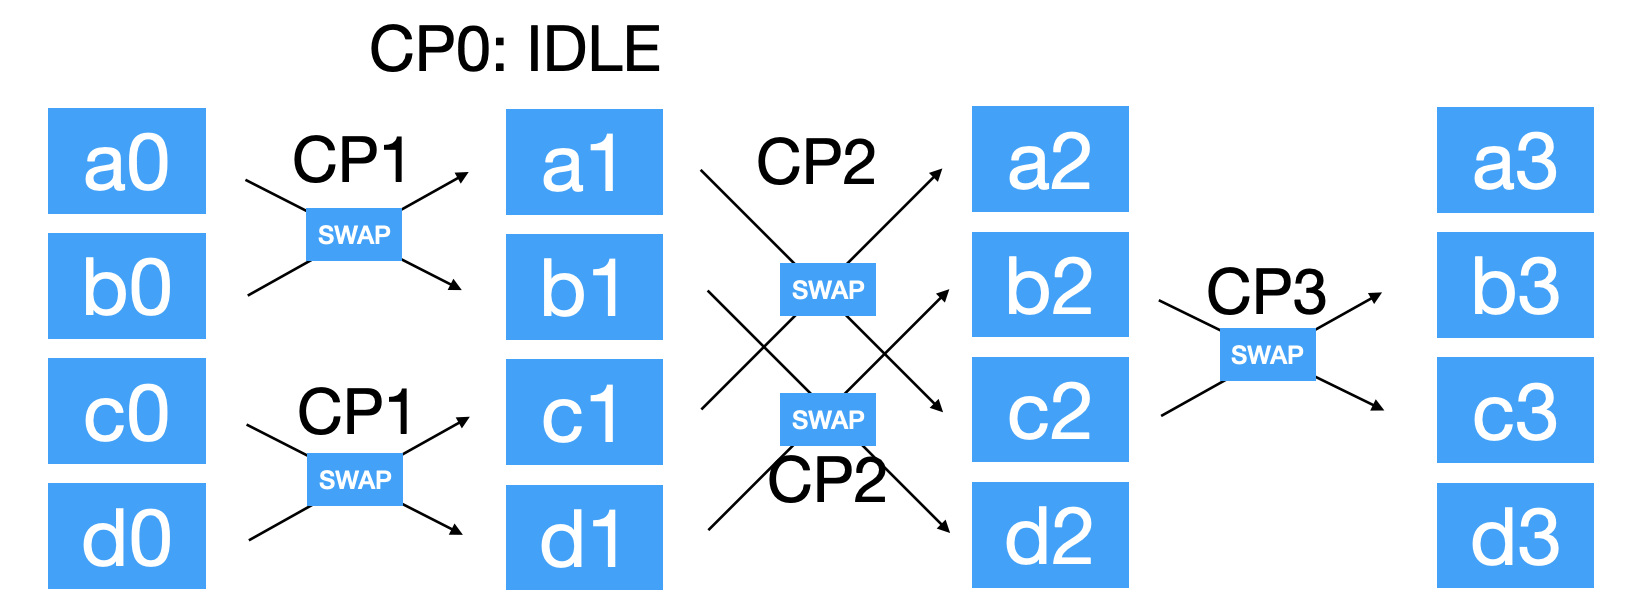 CP0: IDLE
a0
CP1
a1
CP2
a2
a3
SWAP
b0
b1
SWAP
b2
CP3
b3
SWAP
c0
CP1
c1
SWAP
c2
c3
SWAP
CP2
d0
d1
d2
d3